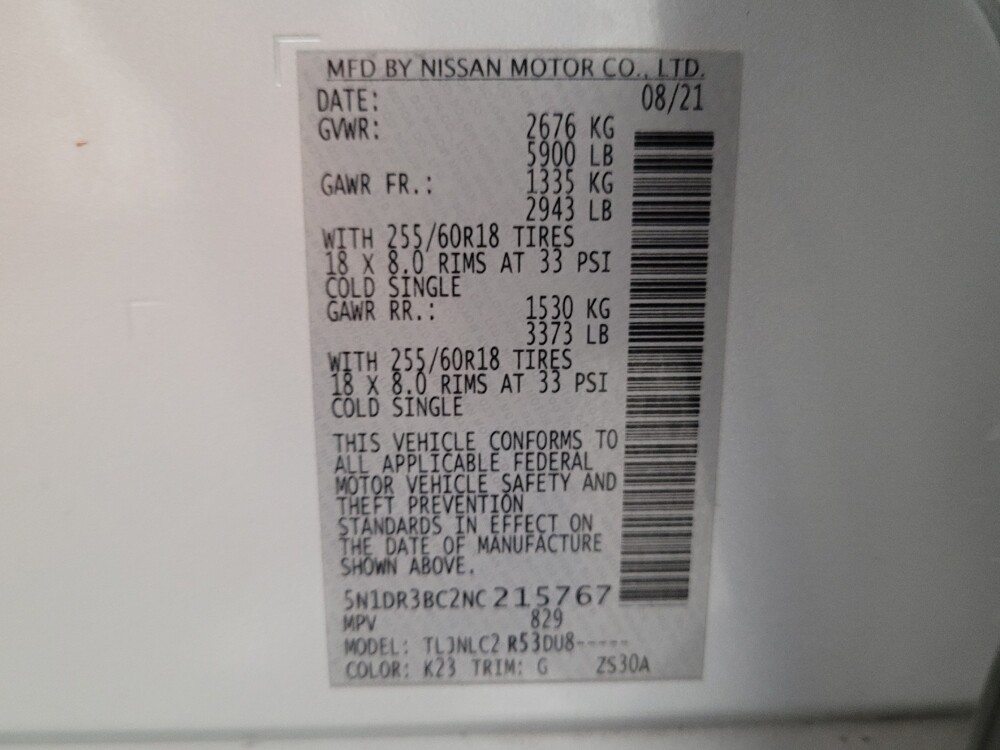 MFD BY NISSAN MOTOR CO., LTD.
DATE: 08/21
GVWR: 2676 KG
5900 LB
GAWR FR.: 1335 KG
2943 LB
WITH 255/60R18 TIRES
18 X 8.0 RIMS AT 33 PSI
COLD SINGLE
GAWR RR.: 1530 KG
3373 LB
WITH 255/60R18 TIRES
18 X 8.0 RIMS AT 33 PSI
COLD SINGLE
THIS VEHICLE CONFORMS TO
ALL APPLICABLE FEDERAL
MOTOR VEHICLE SAFETY AND
THEFT PREVENTION
STANDARDS IN EFFECT ON
THE DATE OF MANUFACTURE
SHOWN ABOVE.
5N1DR3BC2NC215767
MPV 829
MODEL: TLJNLC2 R53DU8-----
COLOR: K23 TRIM: G ZS30A